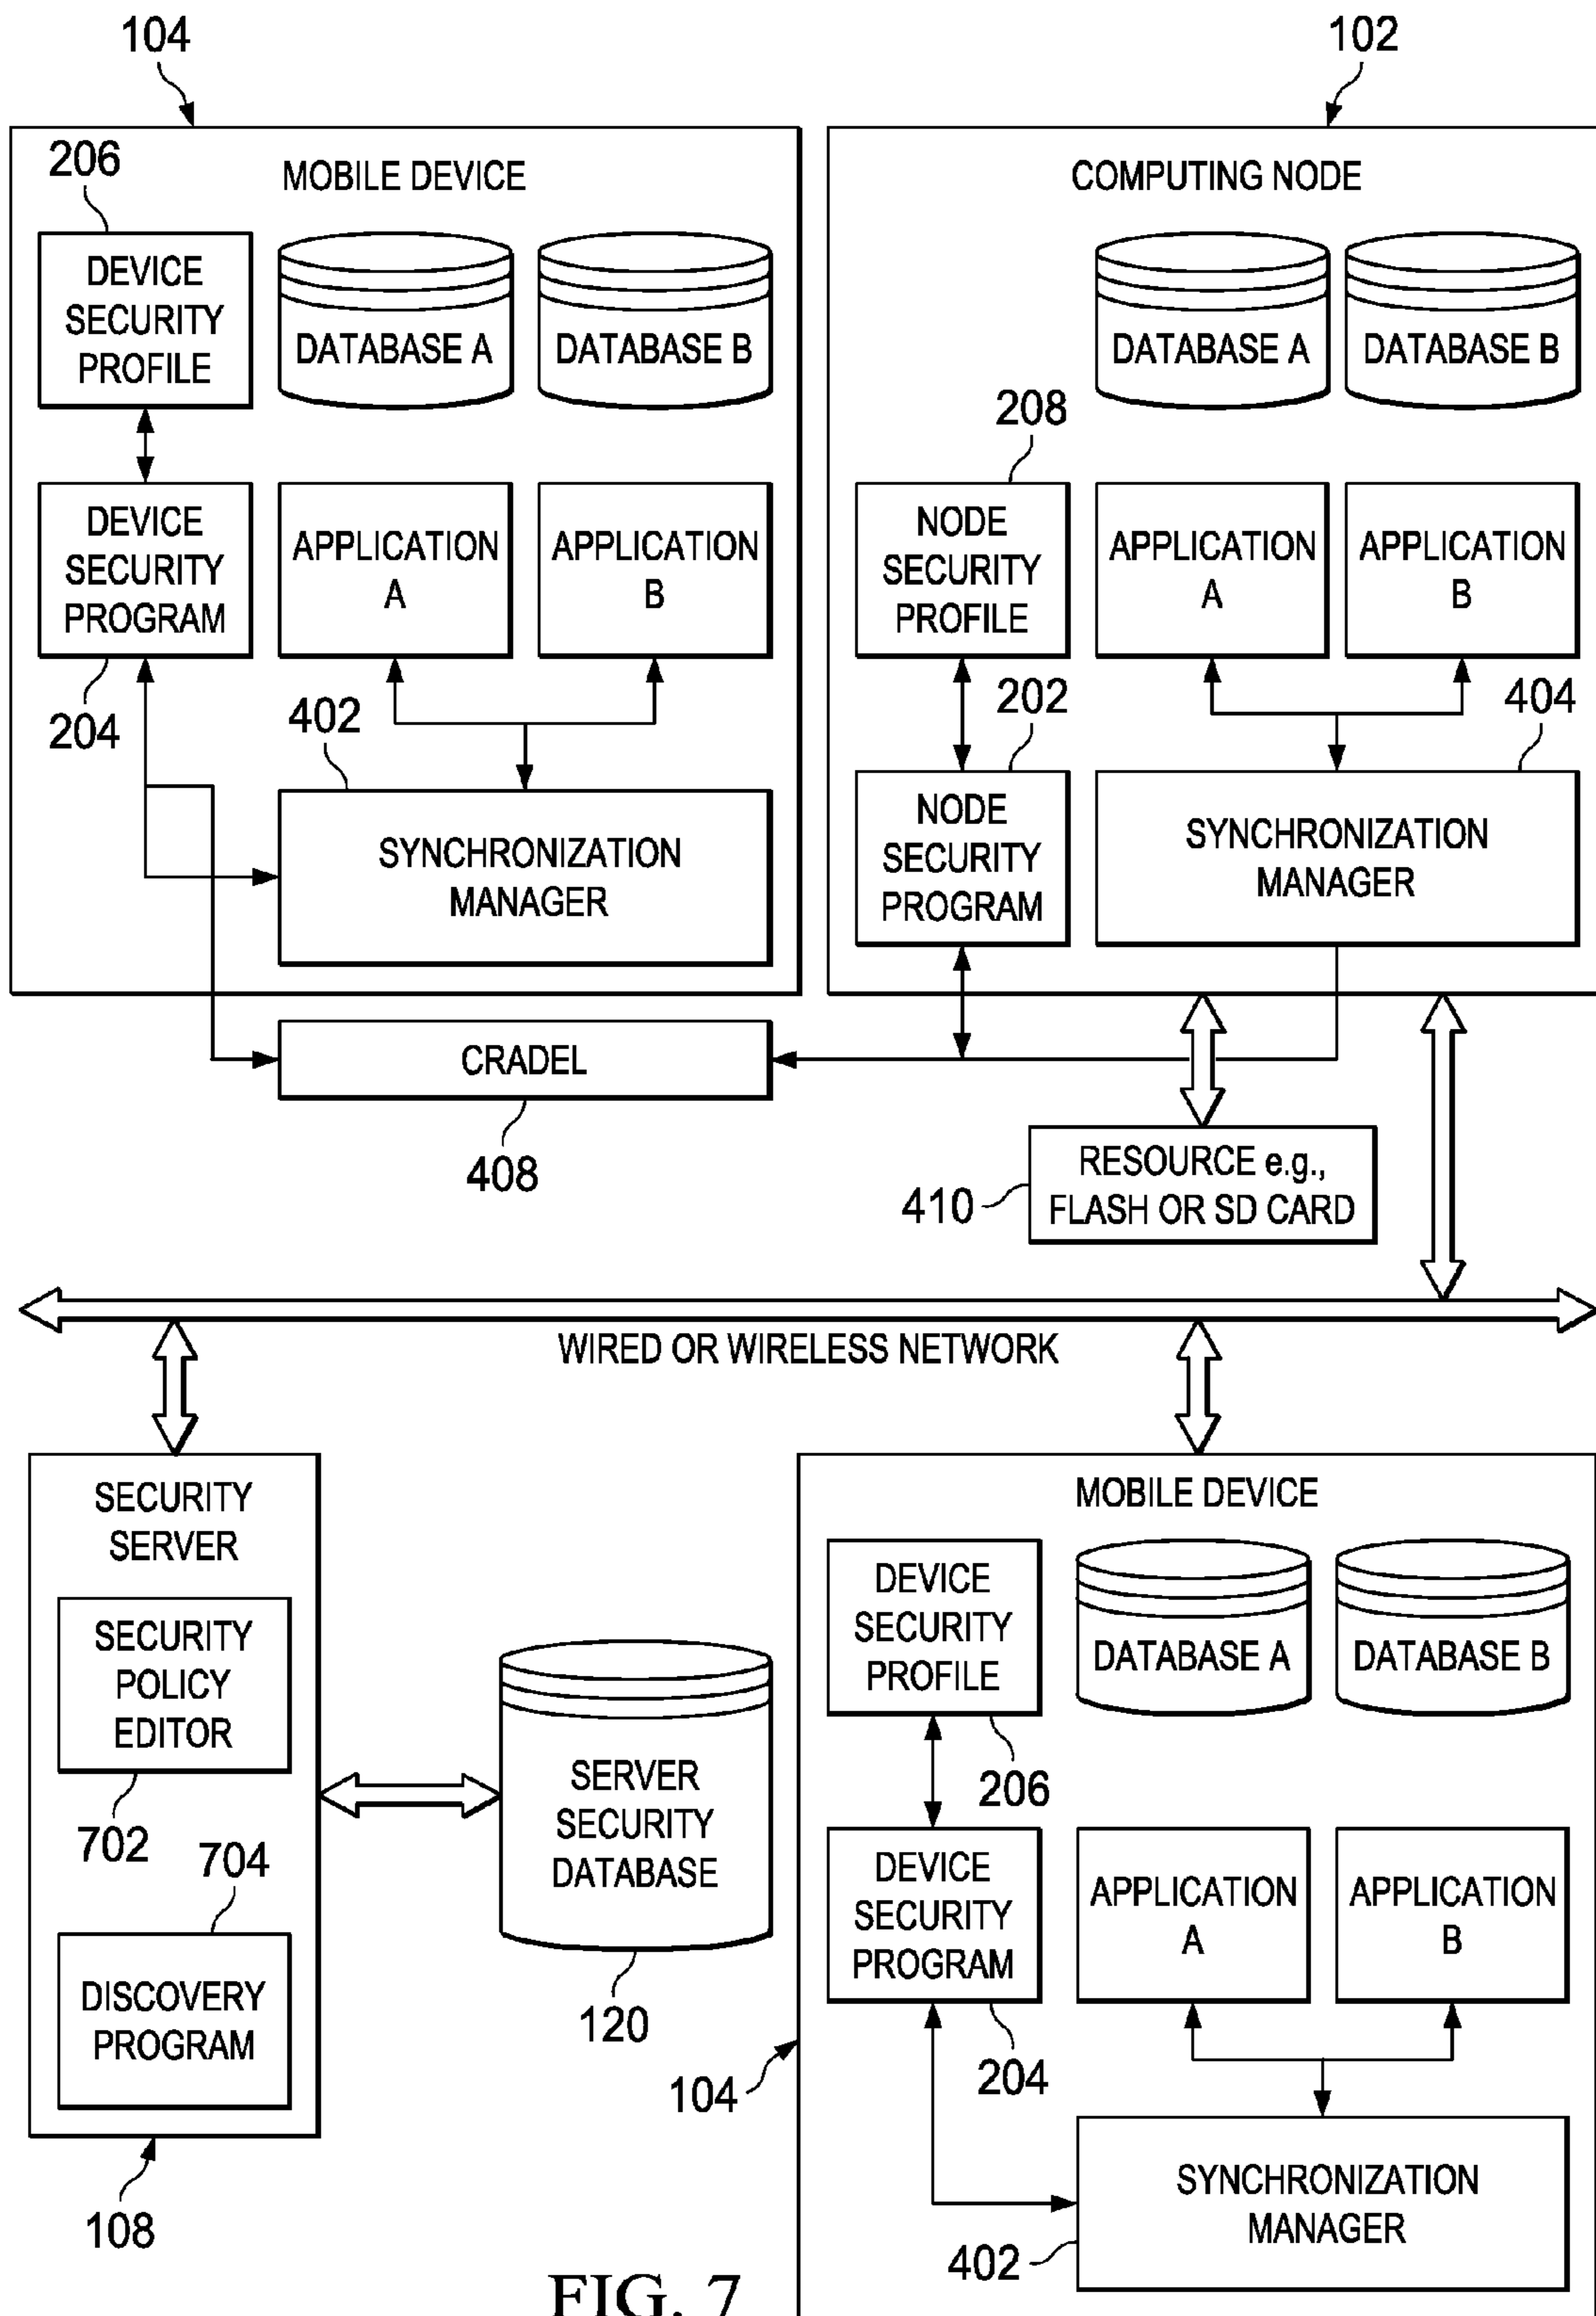 104
102
MOBILE DEVICE
206
DEVICE
SECURITY
PROFILE
DATABASE A
DATABASE B
DEVICE
SECURITY
PROGRAM
204
APPLICATION
A
APPLICATION
B
402
SYNCHRONIZATION
MANAGER
COMPUTING NODE
DATABASE A
DATABASE B
208
NODE
SECURITY
PROFILE
APPLICATION
A
APPLICATION
B
202
404
NODE
SECURITY
PROGRAM
SYNCHRONIZATION
MANAGER
CRADEL
408
410
RESOURCE e.g.,
FLASH OR SD CARD
WIRED OR WIRELESS NETWORK
SECURITY
SERVER
SECURITY
POLICY
EDITOR
702
704
DISCOVERY
PROGRAM
108
SERVER
SECURITY
DATABASE
120
MOBILE DEVICE
DEVICE
SECURITY
PROFILE
206
DATABASE A
DATABASE B
DEVICE
SECURITY
PROGRAM
204
APPLICATION
A
APPLICATION
B
104
SYNCHRONIZATION
MANAGER
402
FIG. 7